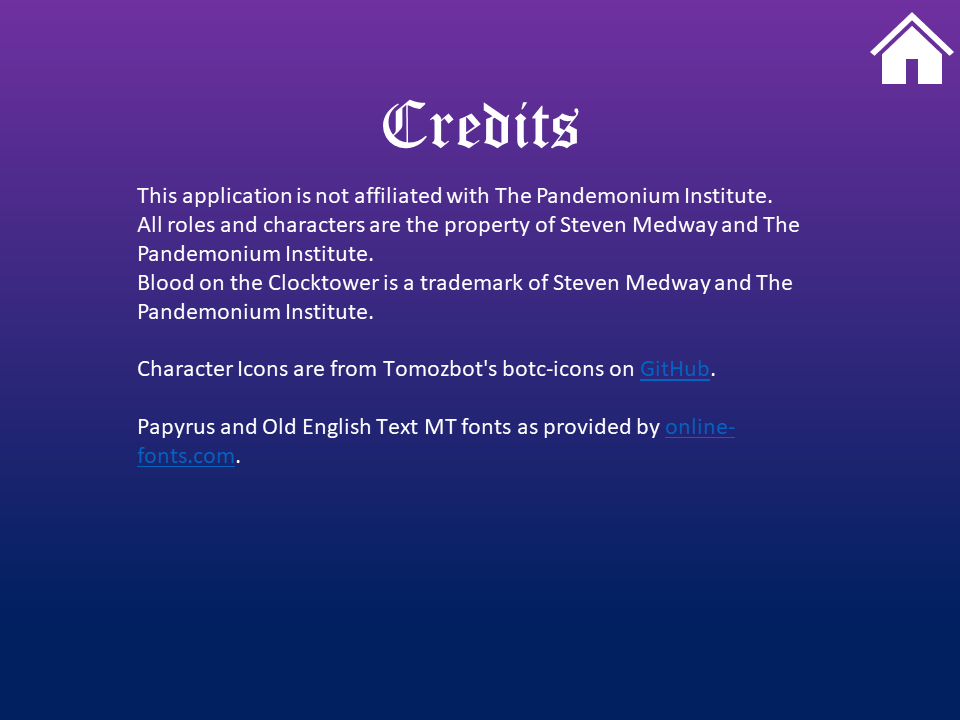 Credits
This application is not affiliated with The Pandemonium Institute.
All roles and characters are the property of Steven Medway and The
Pandemonium Institute.
Blood on the Clocktower is a trademark of Steven Medway and The
Pandemonium Institute.
Character Icons are from Tomozbot's botc-icons on GitHub.
Papyrus and Old English Text MT fonts as provided by online-
fonts.com.